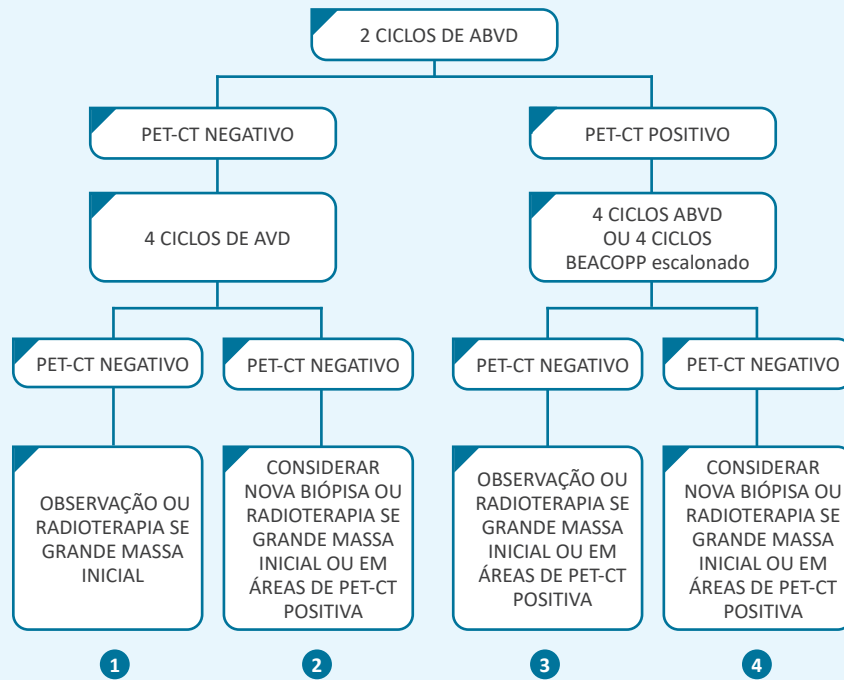 2 CICLOS DE ABVD
PET-CT NEGATIVO
PET-CT POSITIVO
4 CICLOS DE AVD
4 CICLOS ABVD
OU 4 CICLOS
BEACOPP escalonado
PET-CT NEGATIVO
PET-CT NEGATIVO
PET-CT NEGATIVO
PET-CT NEGATIVO
OBSERVAÇÃO OU
RADIOTERAPIA SE
GRANDE MASSA
INICIAL
CONSIDERAR
NOVA BIÓPISA OU
RADIOTERAPIA SE
GRANDE MASSA
INICIAL OU EM
ÁREAS DE PET-CT
POSITIVA
OBSERVAÇÃO OU
RADIOTERAPIA SE
GRANDE MASSA
INICIAL OU EM
ÁREAS DE PET-CT
POSITIVA
CONSIDERAR
NOVA BIÓPISA OU
RADIOTERAPIA SE
GRANDE MASSA
INICIAL OU EM
ÁREAS DE PET-CT
POSITIVA
1
2
3
4